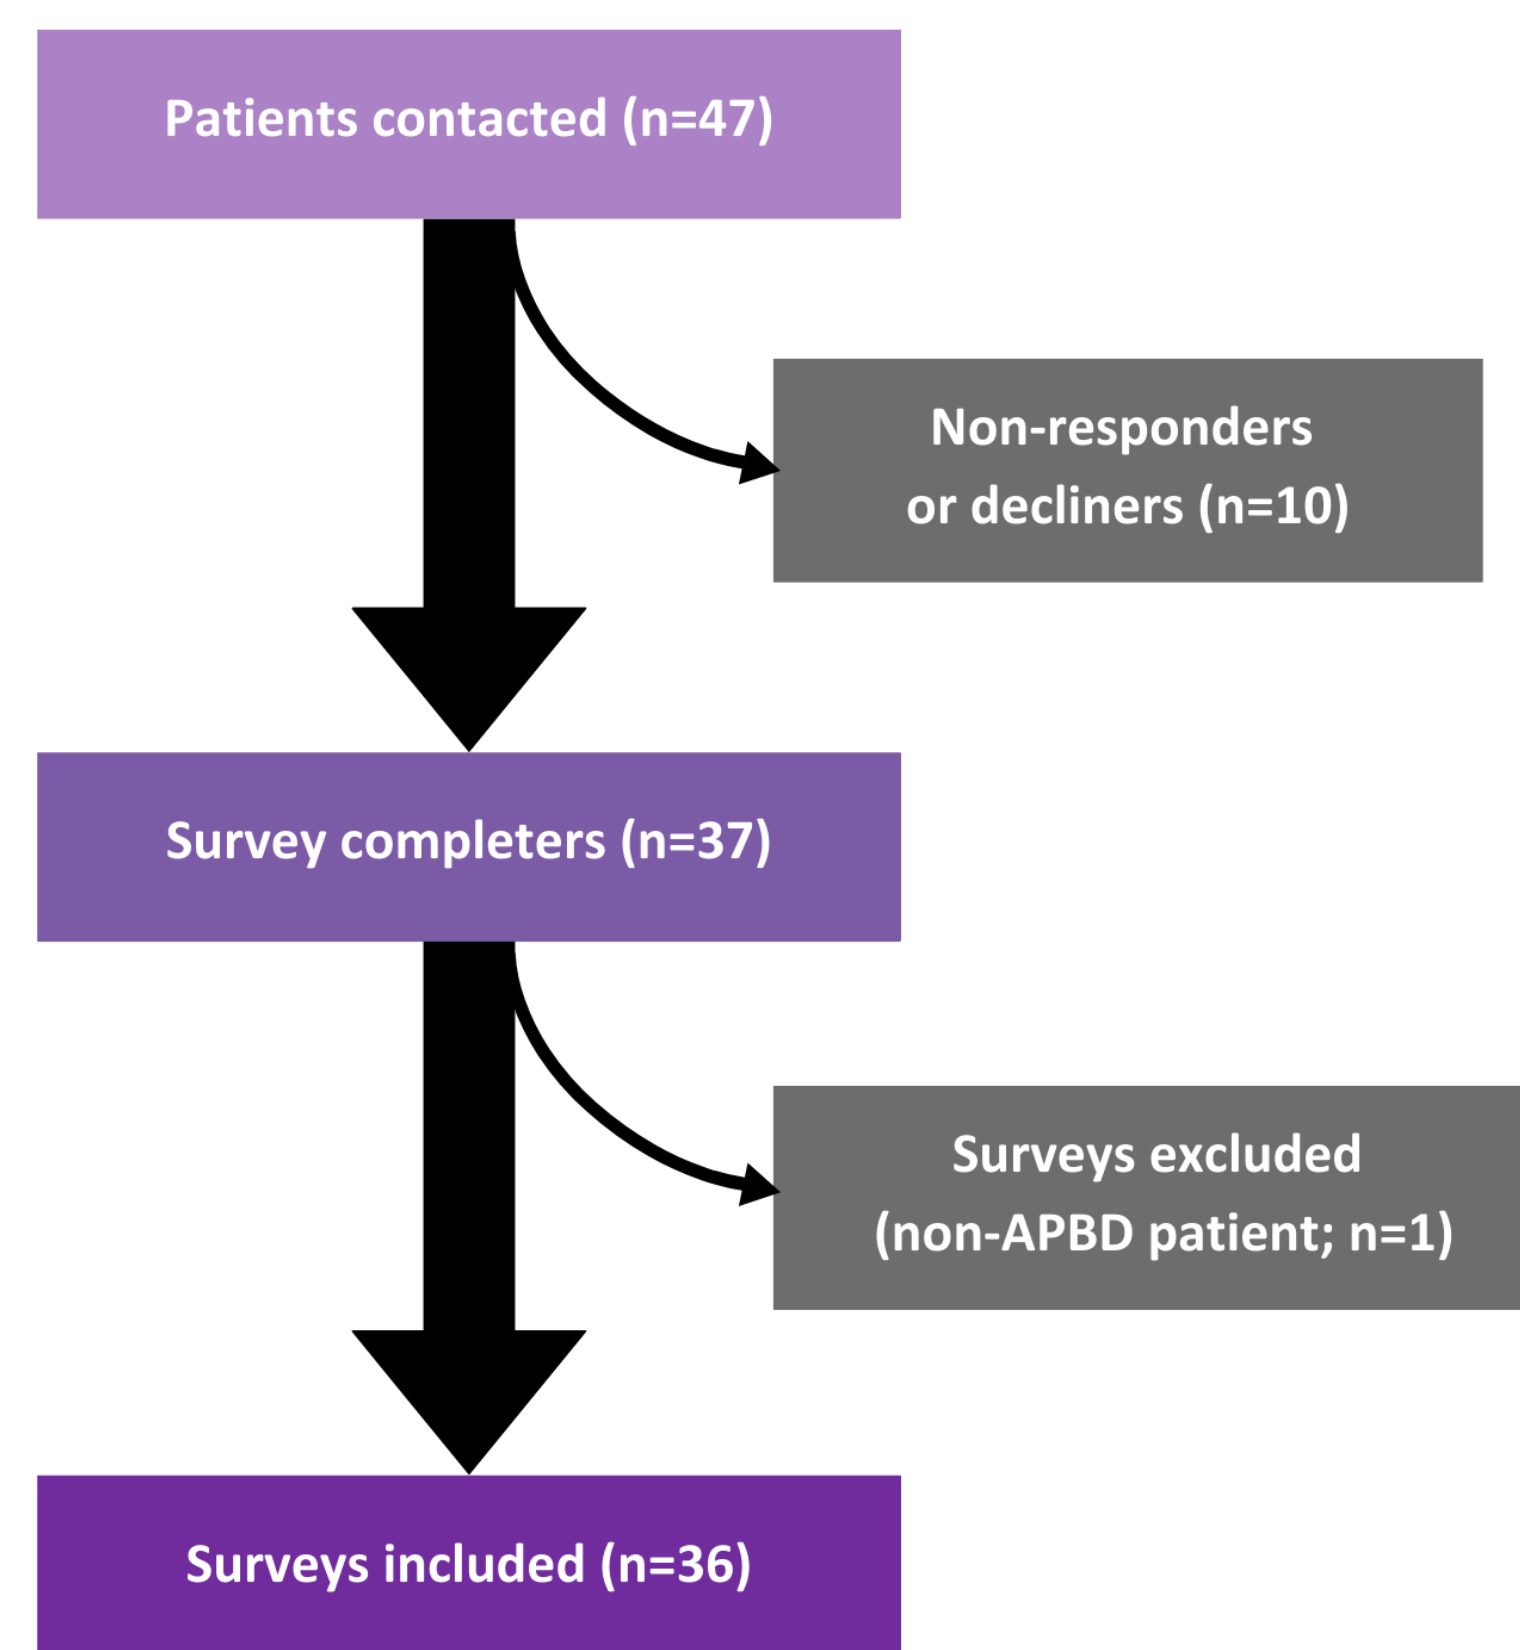 Patients contacted (n=47)
Non-responders
or decliners (n=10)
Survey completers (n=37)
Surveys excluded
(non-APBD patient; n=1)
Surveys included (n=36)